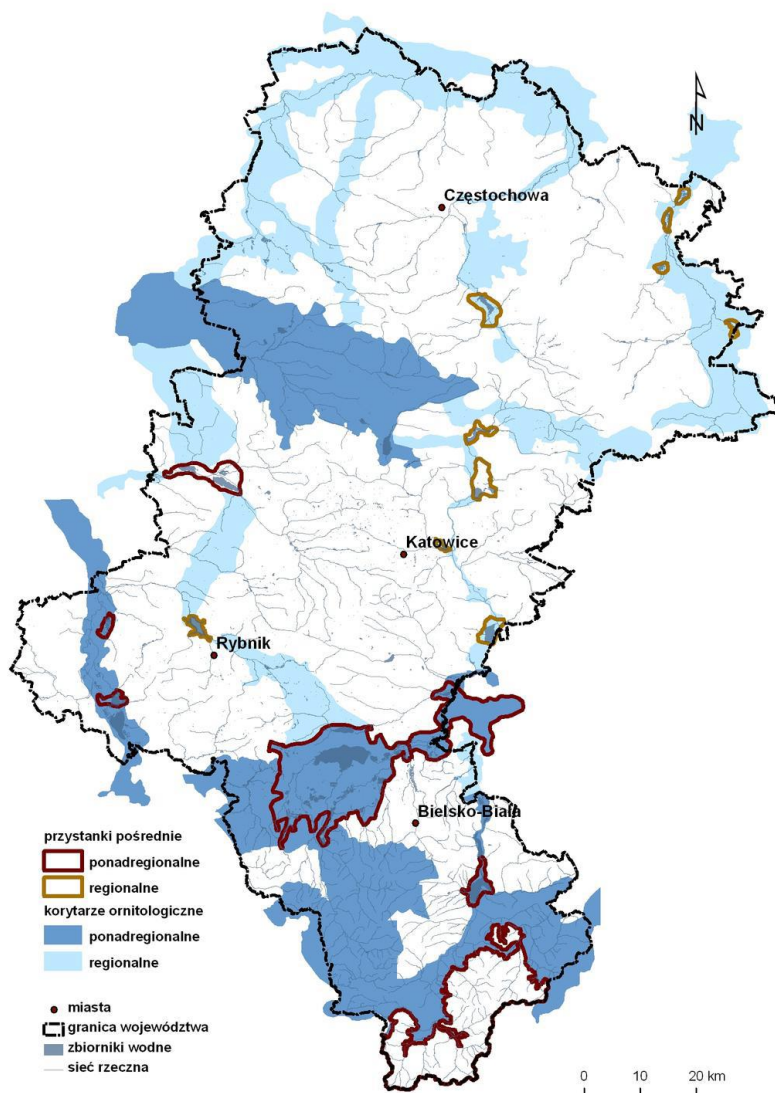 N
Częstochowa
Katowice
Rybnik
Bielsko-Biała
przystanki pośrednie
ponadregionalne
regionalne
korytarze ornitologiczne
ponadregionalne
regionalne
miasta
granica województwa
zbiorniki wodne
sieć rzeczna
0 10 20 km